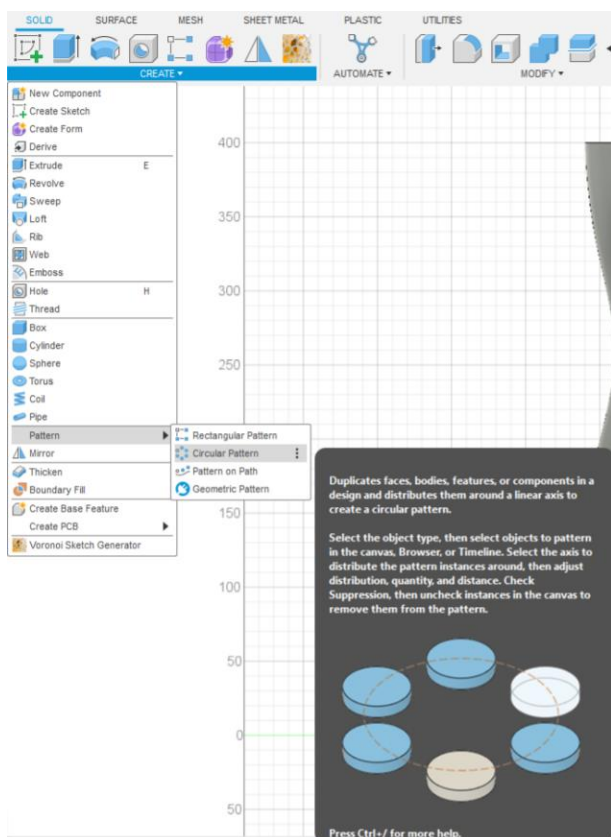 SOLID
SURFACE
MESH
SHEET METAL
PLASTIC
UTILITIES
CREATE
AUTOMATE
MODIFY
New Component
Create Sketch
Create Form
Derive
Extrude E
Revolve
Sweep
Loft
Rib
Web
Emboss
Hole H
Thread
Box
Cylinder
Sphere
Torus
Coil
Pipe
Pattern
Mirror
Thicken
Boundary Fill
Create Base Feature
Create PCB
Voronoi Sketch Generator
Rectangular Pattern
Circular Pattern
Pattern on Path
Geometric Pattern
400
350
300
250
150
100
50
0
50
Duplicates faces, bodies, features, or components in a
design and distributes them around a linear axis to
create a circular pattern.
Select the object type, then select objects to pattern
in the canvas, Browser, or Timeline. Select the axis to
distribute the pattern instances around, then adjust
distribution, quantity, and distance. Check
Suppression, then uncheck instances in the canvas to
remove them from the pattern.
Press Ctrl+/ for more help.